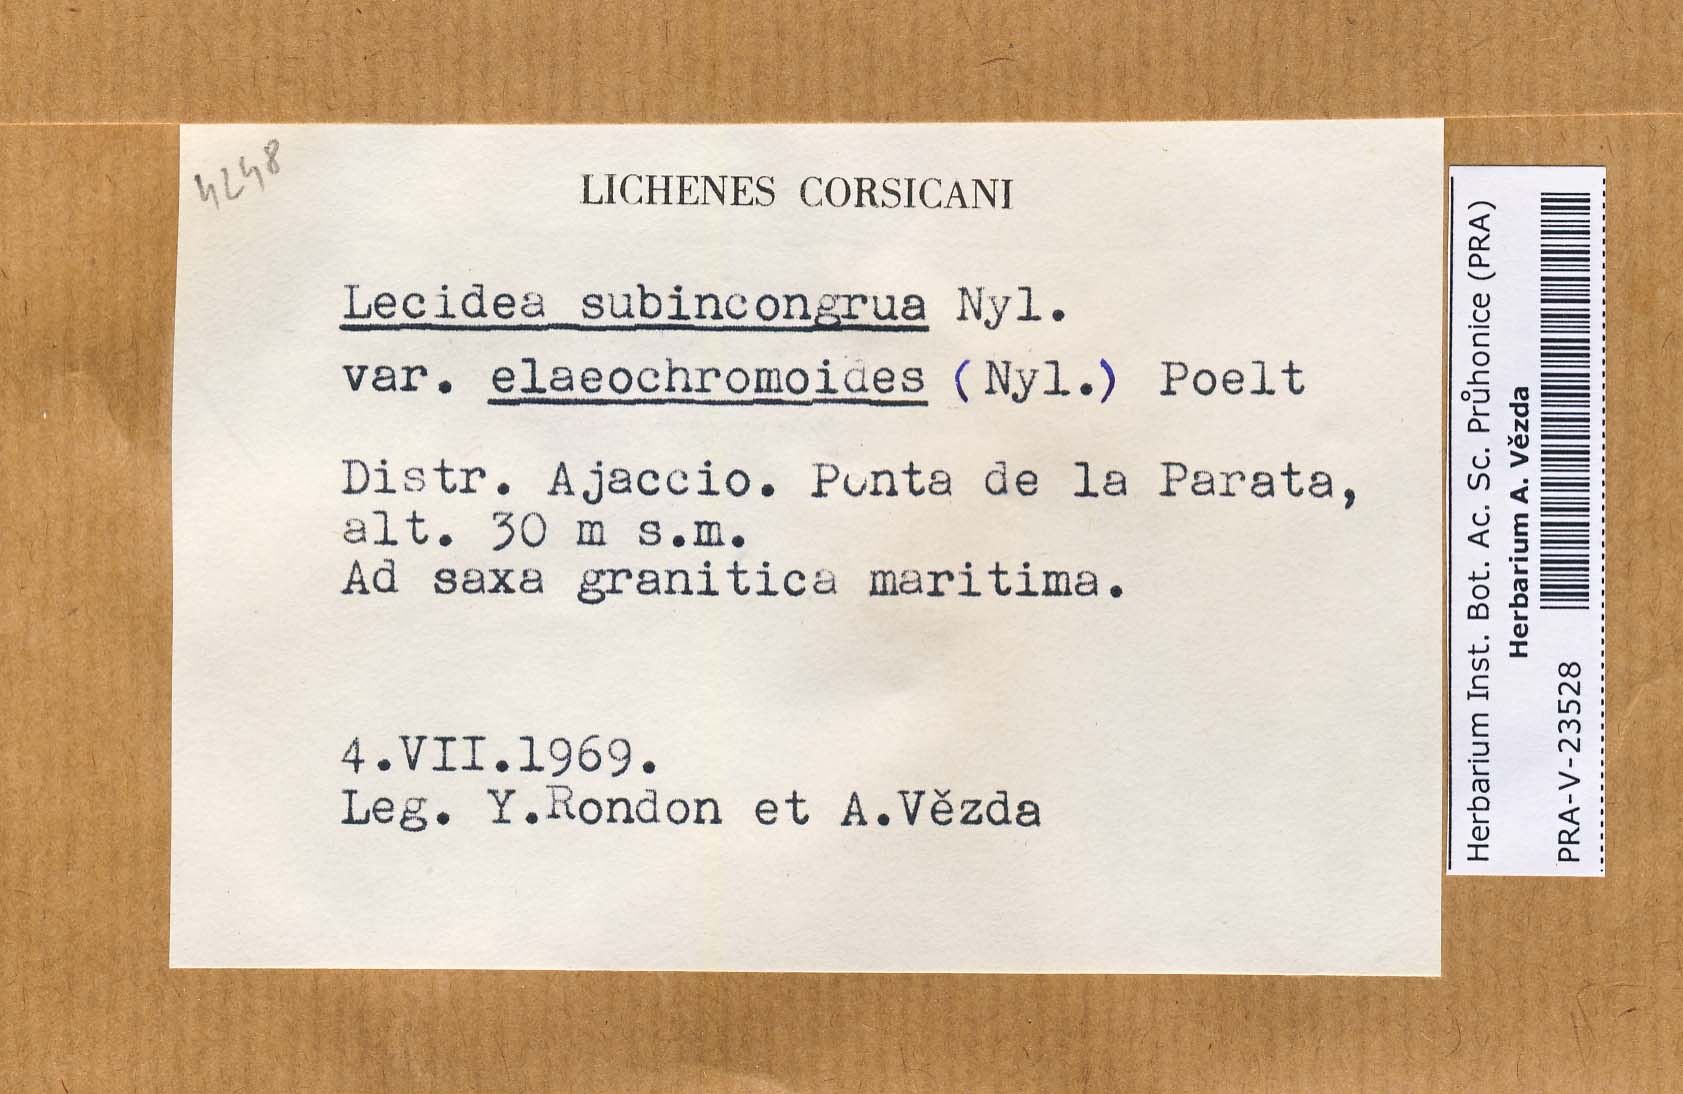 4248
LICHENES CORSICANI
Lecidea subincongrua Nyl.
var. elaeochromoides (Nyl.) Poelt
Distr. Ajaccio. Punta de la Parata,
alt. 30 m s.m.
Ad saxa granitica maritima.
4.VII.1969.
Leg. Y.Rondon et A.Vězda
Herbarium Inst. Bot. Ac. Sc. Průhonice (PRA)
Herbarium A. Vězda
PRA-V-23528